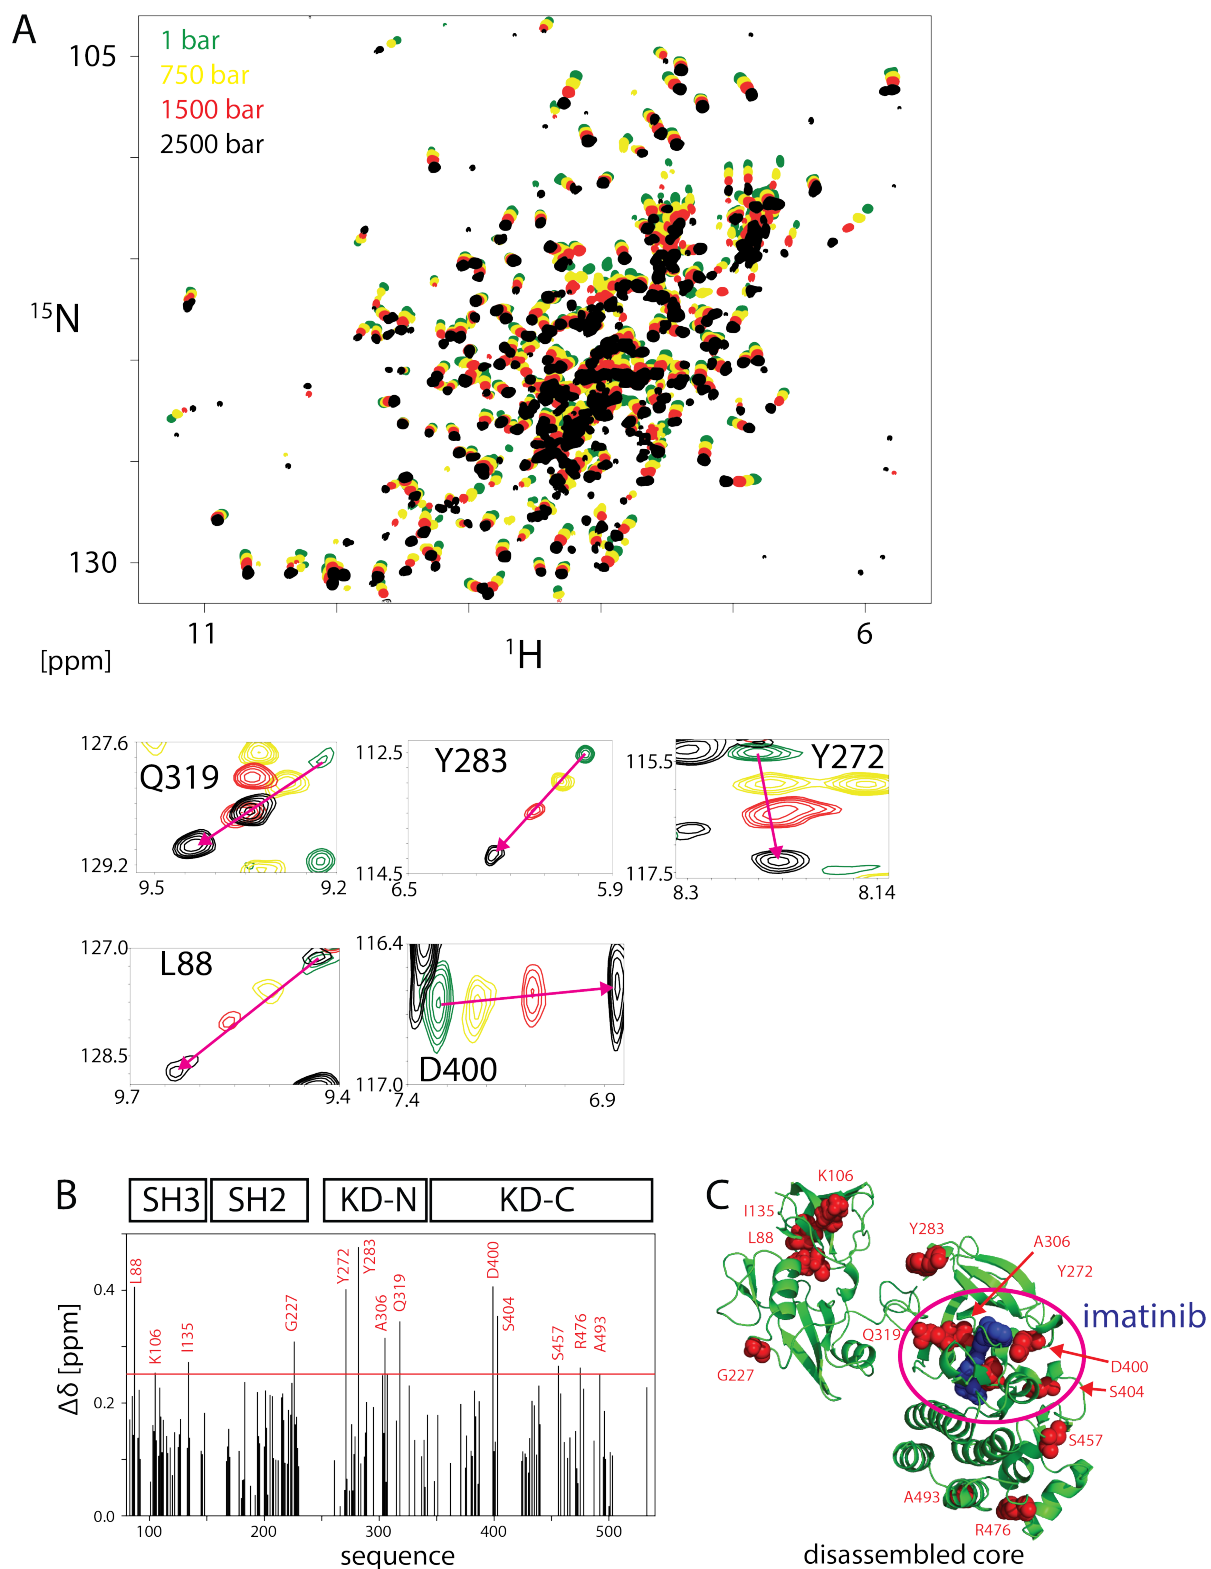 A
1 bar
750 bar
1500 bar
2500 bar
105
15N
130
11
6
[ppm]
1H
127.6
Q319
129.2
9.5
9.2
112.5
Y283
114.5
6.5
5.9
115.5
Y272
117.5
8.3
8.14
127.0
L88
128.5
9.7
9.4
116.4
D400
117.0
7.4
6.9
B
SH3
SH2
KD-N
KD-C
Δδ [ppm]
0.4
0.2
0.0
L88
K106
I135
G227
Y272
Y283
A306
Q319
D400
S404
S457
R476
A493
100
200
300
400
500
sequence
C
K106
I135
L88
Y283
A306
Y272
imatinib
Q319
G227
D400
S404
S457
A493
R476
disassembled core